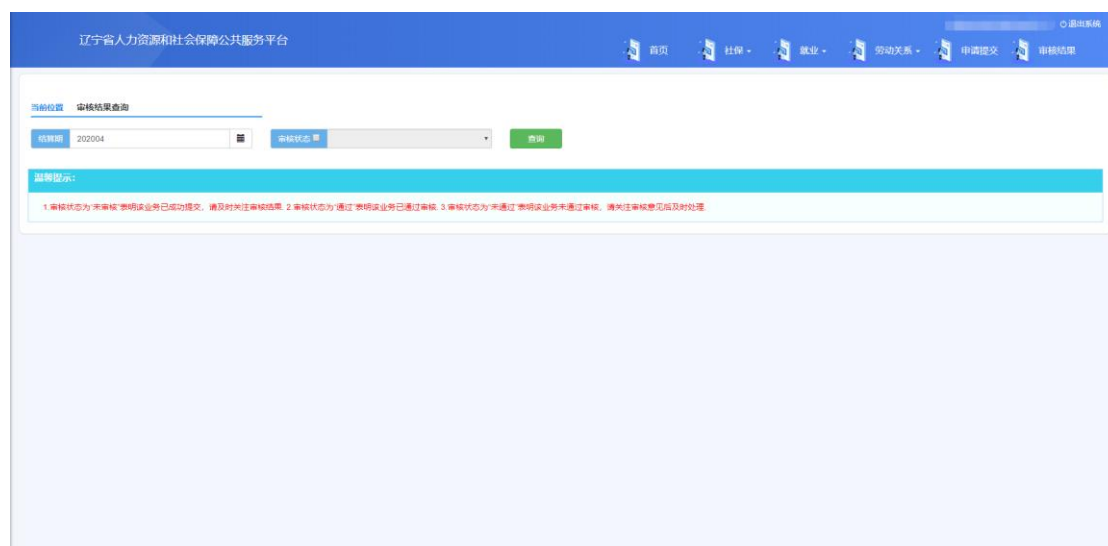 退出系统
辽宁省人力资源和社会保障公共服务平台
首页 社保 就业 劳动关系 申请提交 审核结果
当前位置 审核结果查询
结算期 202004 审核状态 查询
温馨提示：
1.审核状态为“未审核”表明该业务已成功提交，请及时关注审核结果. 2.审核状态为“通过”表明该业务已通过审核. 3.审核状态为“未通过”表明该业务未通过审核，请关注审核意见后及时处理.